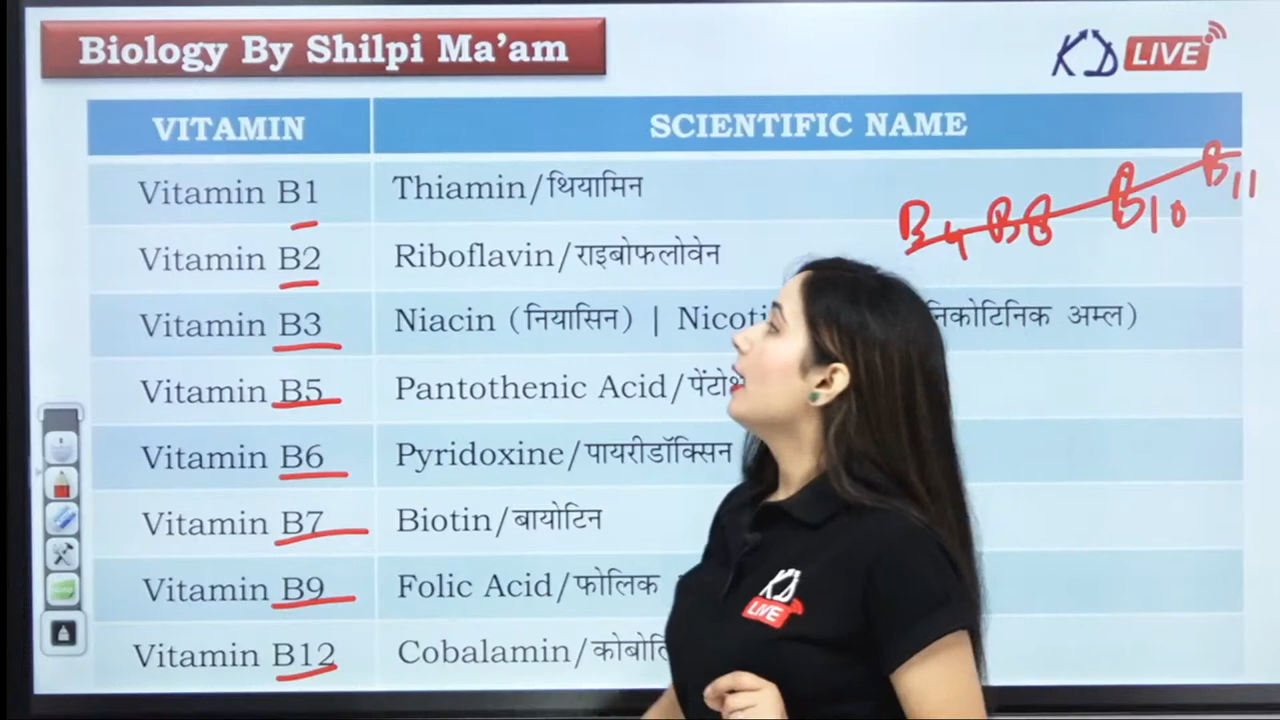 Biology By Shilpi Ma’am
KD LIVE
VITAMIN SCIENTIFIC NAME
Vitamin B1 Thiamin/थियामिन
B4 B8 B10 B11
Vitamin B2 Riboflavin/राइबोफलोवेन
Vitamin B3 Niacin (नियासिन) | निकोटिनिक अम्ल)
Vitamin B5 Pantothenic Acid/
Vitamin B6 Pyridoxine/पायरीडॉक्सिन
Vitamin B7 Biotin/बायोटिन
Vitamin B9 Folic Acid/फोलिक
Vitamin B12 Cobalamin/
KD
LIVE